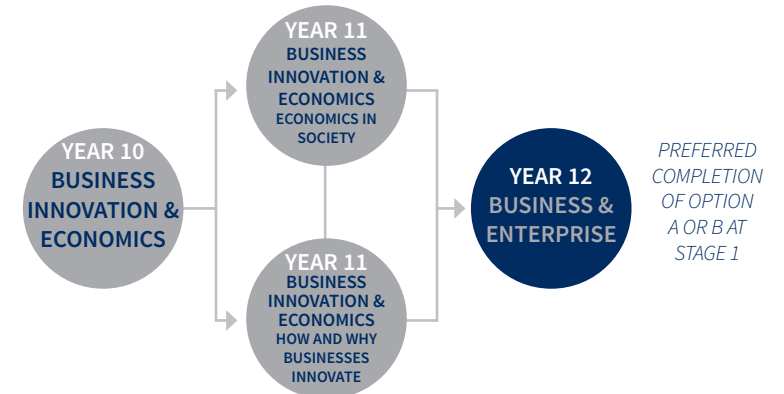 YEAR 10
BUSINESS
INNOVATION &
ECONOMICS
YEAR 11
BUSINESS
INNOVATION &
ECONOMICS
ECONOMICS IN
SOCIETY
YEAR 11
BUSINESS
INNOVATION &
ECONOMICS
HOW AND WHY
BUSINESSES
INNOVATE
YEAR 12
BUSINESS &
ENTERPRISE
PREFERRED
COMPLETION
OF OPTION
A OR B AT
STAGE 1